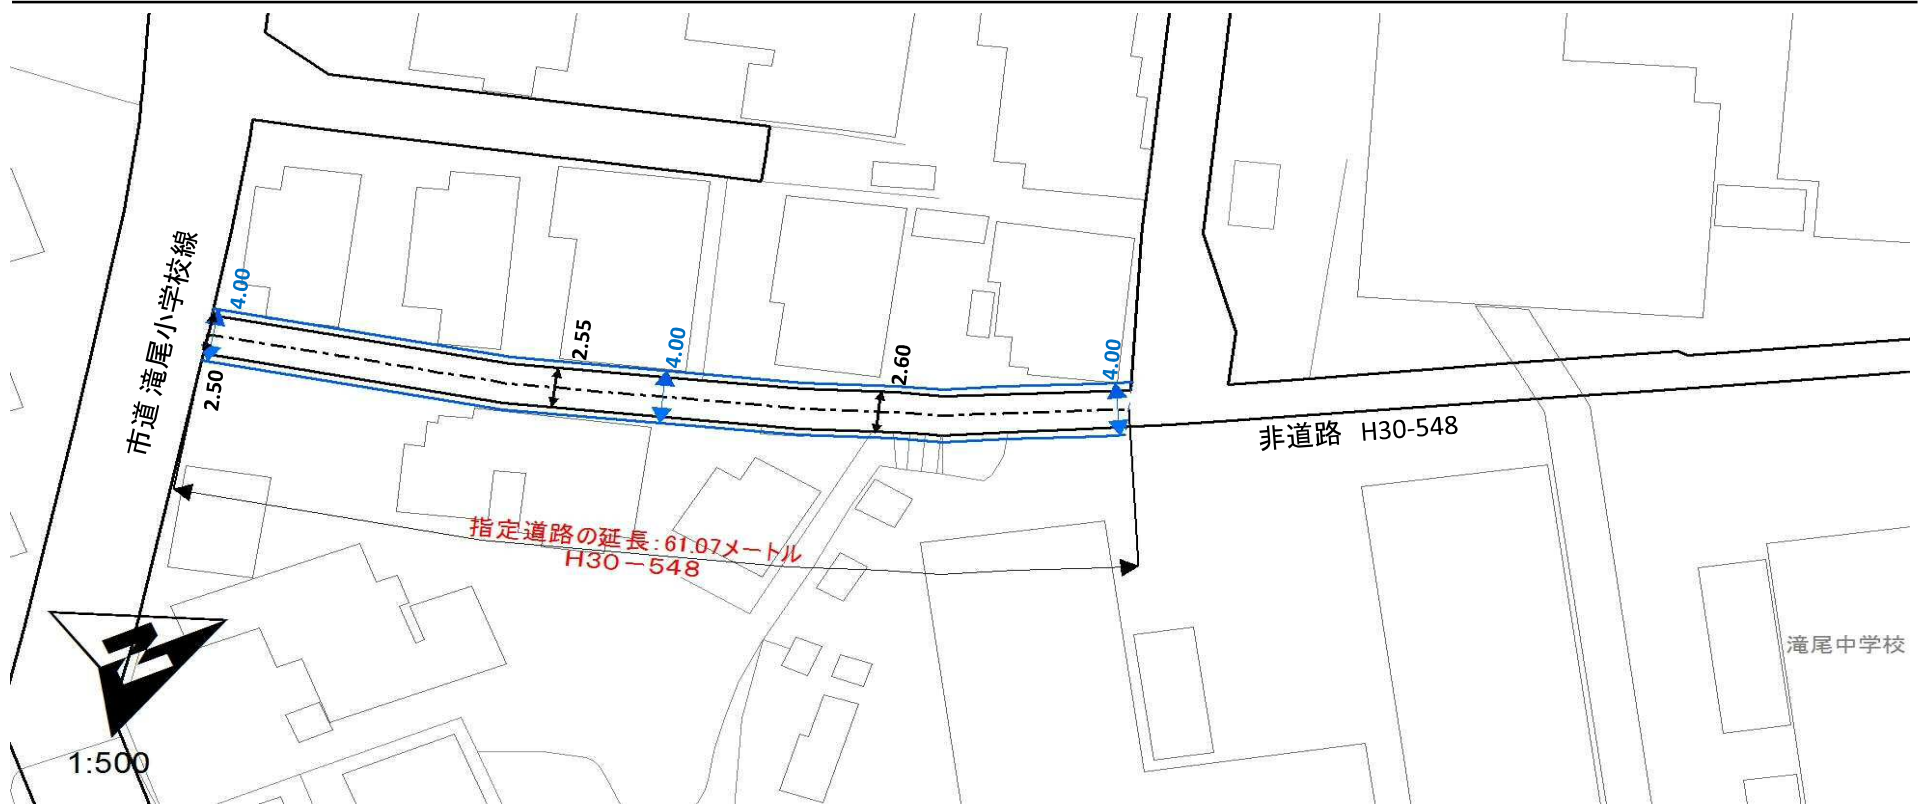 市道 滝尾小学校線
4.00
2.50
2.55
4.00
2.60
4.00
非道路 H30-548
指定道路の延長:61.07メートル
H30-548
滝尾中学校
N
1:500